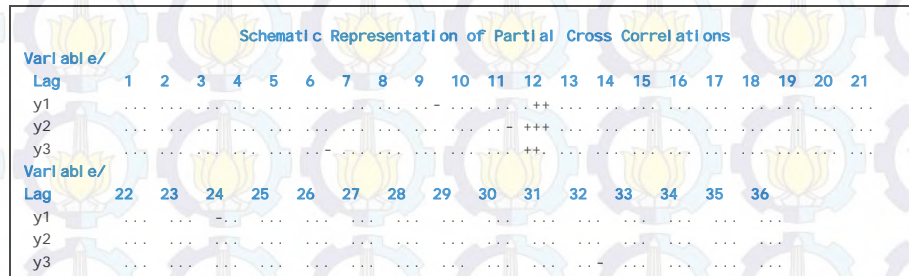 Schematic Representation of Partial Cross Correlations
Variable/
Lag 1 2 3 4 5 6 7 8 9 10 11 12 13 14 15 16 17 18 19 20 21
y1 ... ... ... ... ... ... ... ... ..- ... ... .++ ... ... ... ... ... ... ... ... ...
y2 ... ... ... ... ... ... ... ... ... ... ..- +++ ... ... ... ... ... ... ... ... ...
y3 ... ... ... ... ... ..- ... ... ... ... ... ++. ... ... ... ... ... ... ... ... ...
Variable/
Lag 22 23 24 25 26 27 28 29 30 31 32 33 34 35 36
y1 ... ... -.. ... ... ... ... ... ... ... ... ... ... ... ...
y2 ... ... ... ... ... ... ... ... ... ... ... ... ... ... ...
y3 ... ... ... ... ... ... ... ... ... ... ..- ... ... ... ...